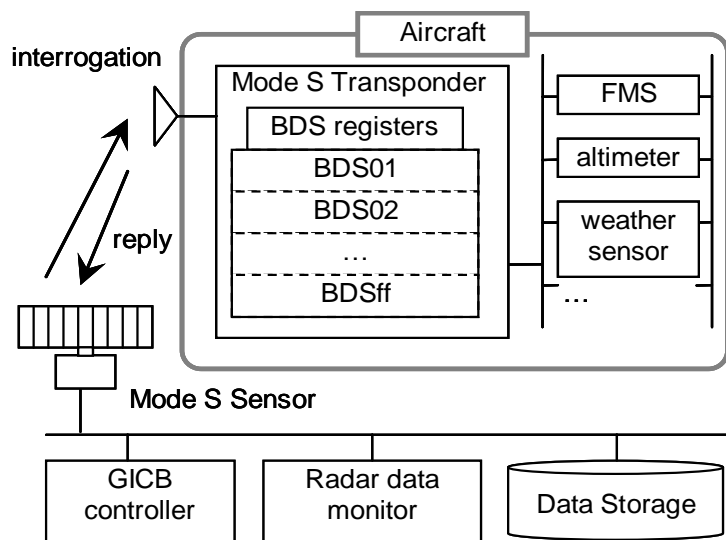 Aircraft
interrogation
Mode S Transponder
BDS registers
BDS01
BDS02
...
BDSff
FMS
altimeter
weather
sensor
...
reply
Mode S Sensor
GICB
controller
Radar data
monitor
Data Storage